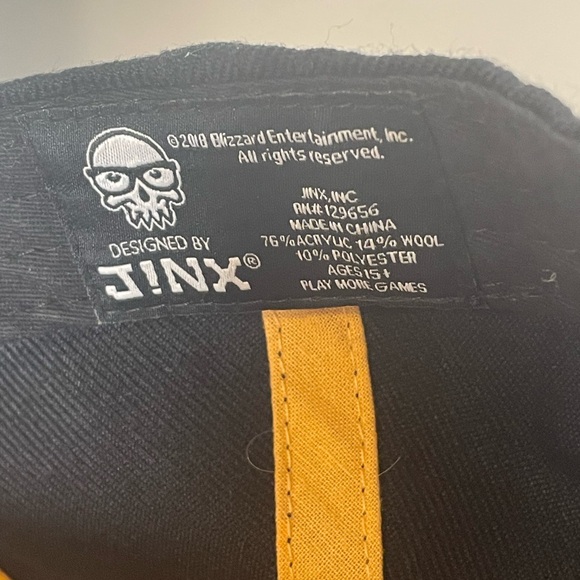 ©2018 Blizzard Entertainment, Inc.
All rights reserved.
DESIGNED BY
J!NX®
JINX, INC
RN# 129656
MADE IN CHINA
76% ACRYLIC 14% WOOL
10% POLYESTER
AGES 15+
PLAY MORE GAMES